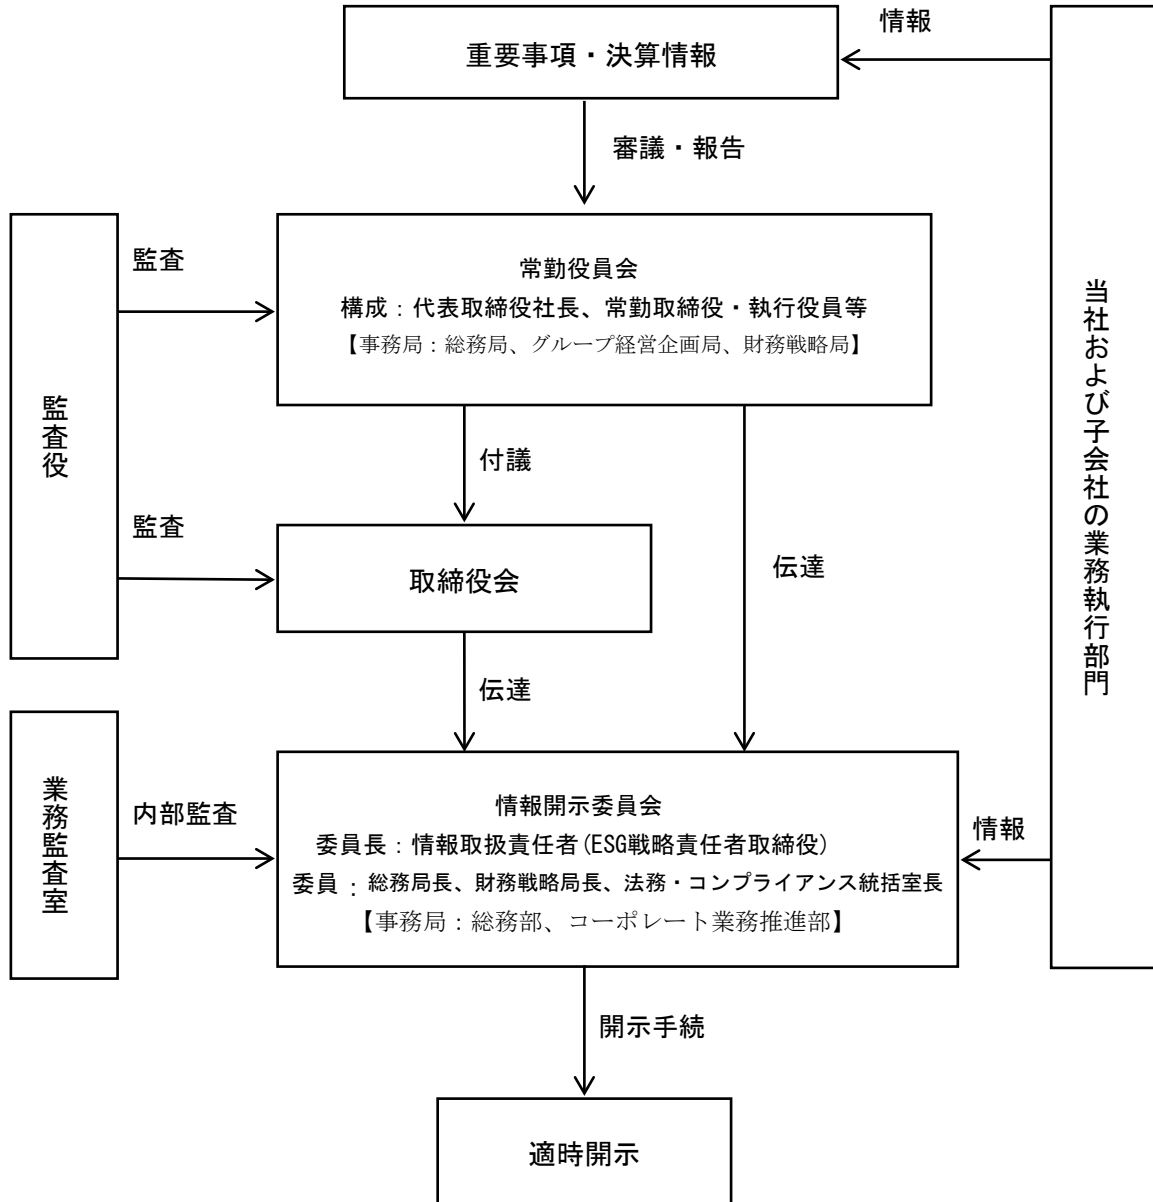 情報
重要事項・決算情報
審議・報告
監査
常勤役員会
構成：代表取締役社長、常勤取締役・執行役員等
【事務局：総務局、グループ経営企画局、財務戦略局】
監査役
当社および子会社の業務執行部門
付議
監査
取締役会
伝達
伝達
業務監査室
内部監査
情報開示委員会
委員長：情報取扱責任者(ESG戦略責任者取締役)
委員：総務局長、財務戦略局長、法務・コンプライアンス統括室長
【事務局：総務部、コーポレート業務推進部】
情報
開示手続
適時開示